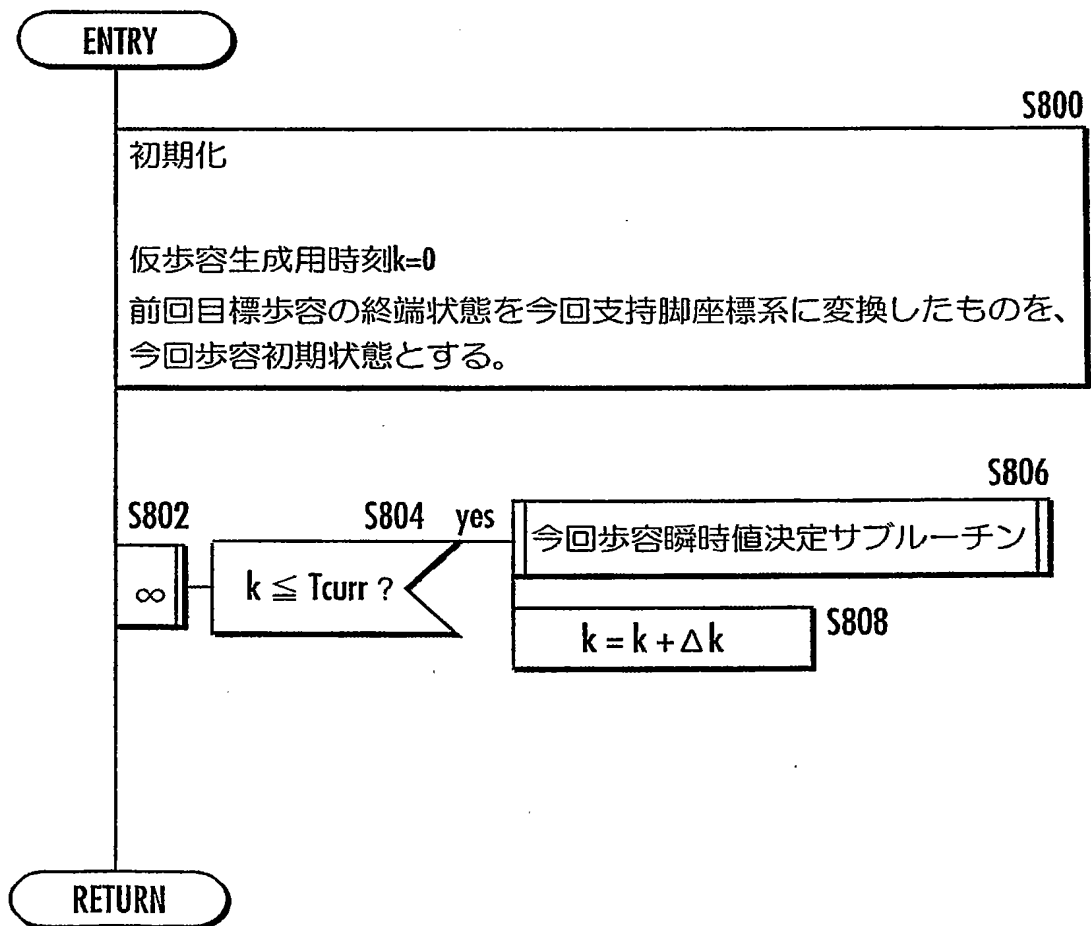 ENTRY
S800
初期化
仮歩容生成用時刻k=0
前回目標歩容の終端状態を今回支持脚座標系に変換したものを、
今回歩容初期状態とする。
S802
∞
S804
k ≦ Tcurr ?
yes
S806
今回歩容瞬時値決定サブルーチン
k = k + Δk
S808
RETURN